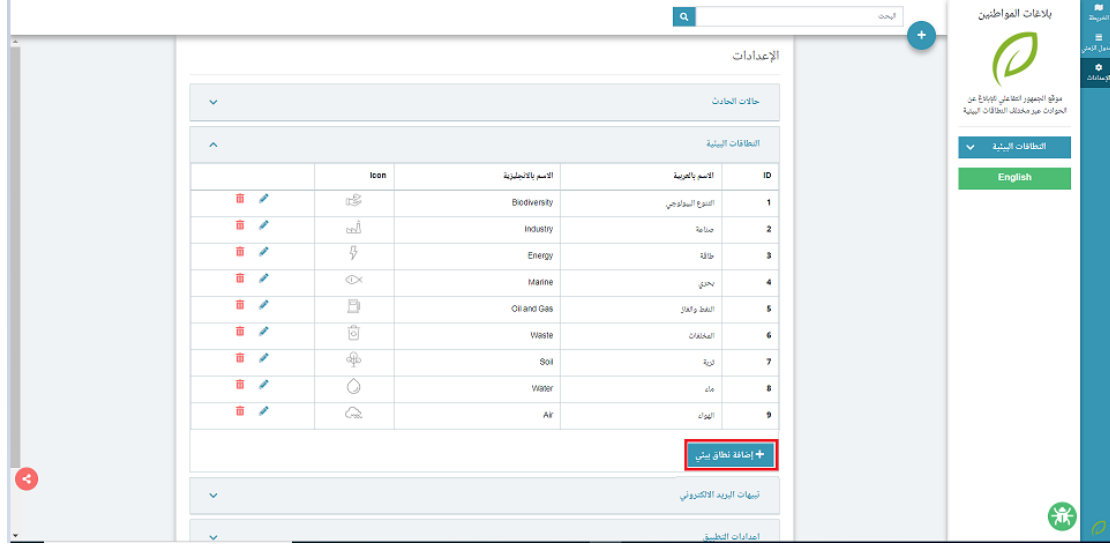 الخريطة
الإعدادات
بلاغات المواطنين
موقع الجمهور التفاعلي للإبلاغ عن
الحوادث عبر مختلف النطاقات البيئية
النطاقات البيئية
English
البحث
الإعدادات
حالات الحادث
النطاقات البيئية
ID الاسم بالعربية الاسم بالانجليزية Icon
1 التنوع البيولوجي Biodiversity
2 صناعة Industry
3 طاقة Energy
4 بحري Marine
5 النفط والغاز Oil and Gas
6 المخلفات Waste
7 تربة Soil
8 ماء Water
9 الهواء Air
+ إضافة نطاق بيئي
تبيهات البريد الالكتروني
اعدادات التطبيق